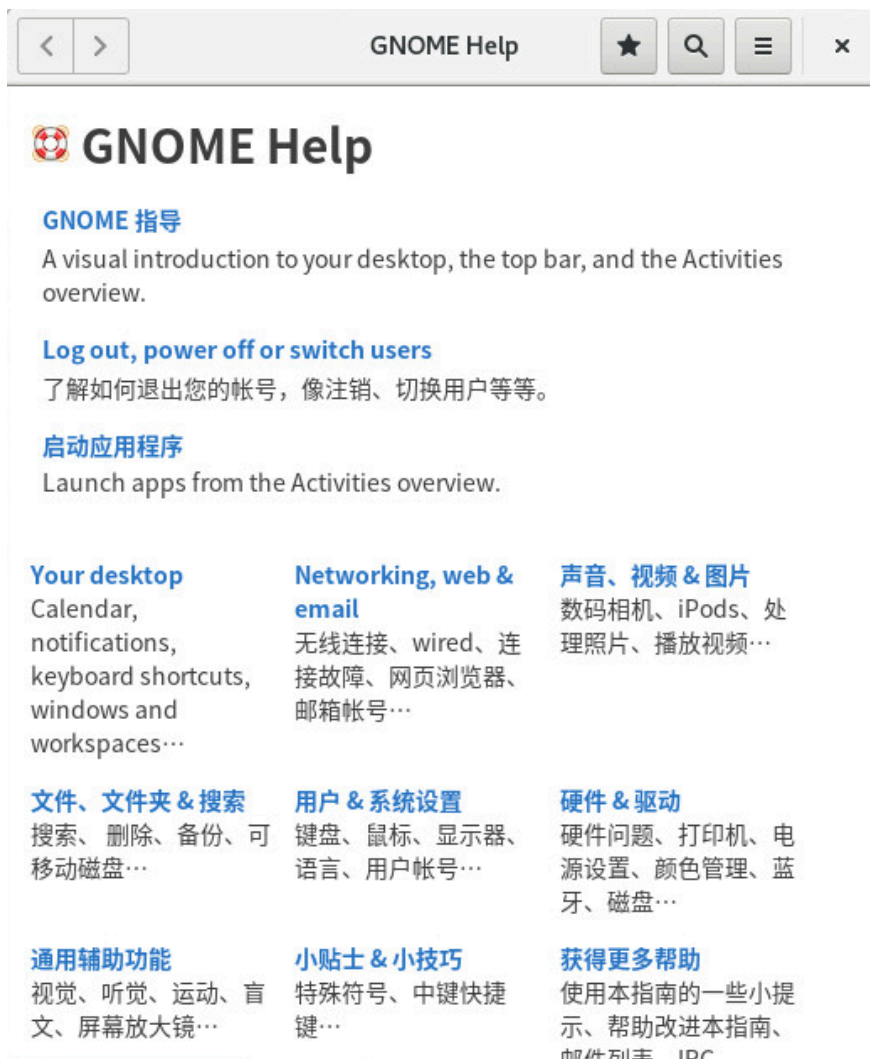 GNOME Help
GNOME Help
GNOME 指导
A visual introduction to your desktop, the top bar, and the Activities
overview.
Log out, power off or switch users
了解如何退出您的帐号，像注销、切换用户等等。
启动应用程序
Launch apps from the Activities overview.
Your desktop
Calendar,
notifications,
keyboard shortcuts,
windows and
workspaces…
Networking, web &
email
无线连接、wired、连
接故障、网页浏览器、
邮箱帐号…
声音、视频 & 图片
数码相机、iPods、处
理照片、播放视频…
文件、文件夹 & 搜索
搜索、 删除、备份、可
移动磁盘…
用户 & 系统设置
键盘、鼠标、显示器、
语言、用户帐号…
硬件 & 驱动
硬件问题、打印机、电
源设置、颜色管理、蓝
牙、磁盘…
通用辅助功能
视觉、听觉、运动、盲
文、屏幕放大镜…
小贴士 & 小技巧
特殊符号、中键快捷
键…
获得更多帮助
使用本指南的一些小提
示、帮助改进本指南、
邮件列表、IRC